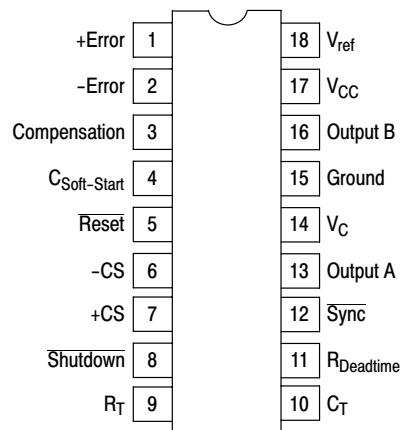 +Error 1 18 Vref
−Error 2 17 VCC
Compensation 3 16 Output B
CSoft−Start 4 15 Ground
Reset 5 14 VC
−CS 6 13 Output A
+CS 7 12 Sync
Shutdown 8 11 RDeadtime
RT 9 10 CT